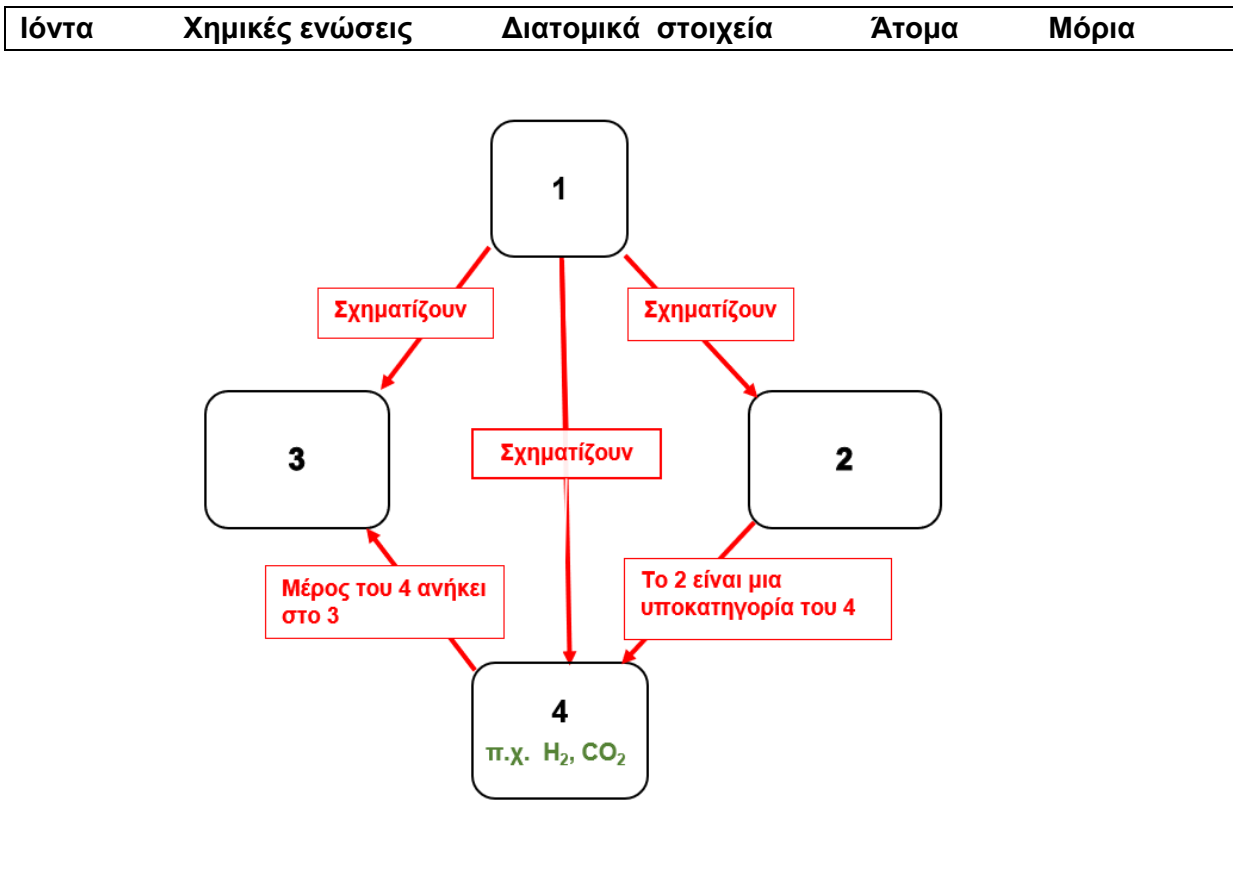 Ιόντα Χημικές ενώσεις Διατομικά στοιχεία Άτομα Μόρια
1
Σχηματίζουν Σχηματίζουν
3 Σχηματίζουν 2
Μέρος του 4 ανήκει
στο 3
Το 2 είναι μια
υποκατηγορία του 4
4
π.χ. H₂, CO₂